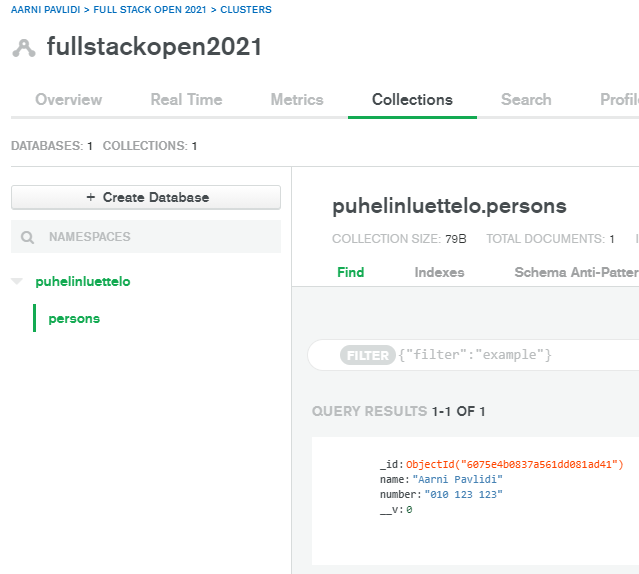 AARNI PAVLIDI > FULL STACK OPEN 2021 > CLUSTERS
fullstackopen2021
Overview Real Time Metrics Collections Search Profil
DATABASES: 1 COLLECTIONS: 1
+ Create Database
NAMESPACES
puhelinluettelo
persons
puhelinluettelo.persons
COLLECTION SIZE: 79B TOTAL DOCUMENTS: 1 I
Find Indexes Schema Anti-Patter
FILTER {"filter":"example"}
QUERY RESULTS 1-1 OF 1
_id: ObjectId("6075e4b0837a561dd081ad41")
name: "Aarni Pavlidi"
number: "010 123 123"
__v: 0